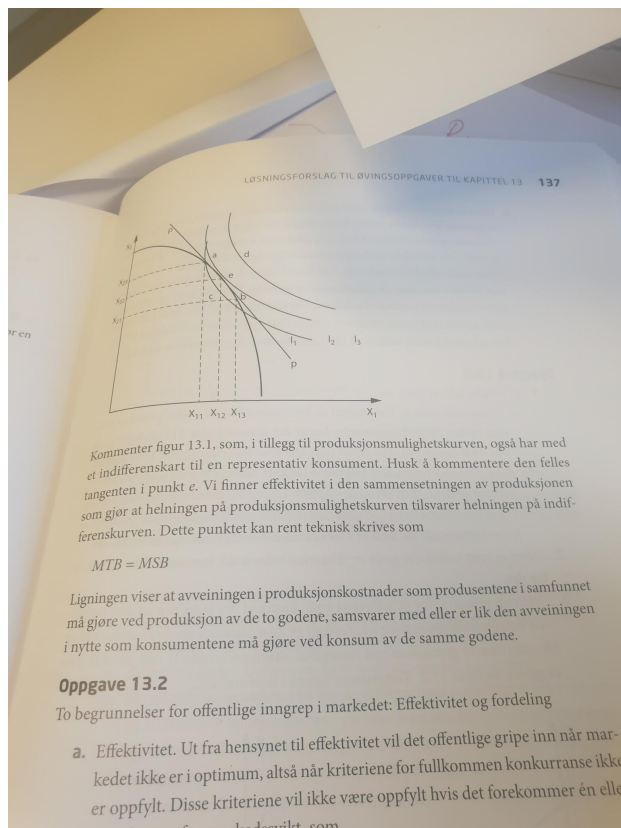 LØSNINGSFORSLAG TIL ØVINGSOPPGAVER TIL KAPITTEL 13 137
p
a
d
e
c
b
I₁ I₂ I₃
p
X₁₁ X₁₂ X₁₃ X₁
Kommenter figur 13.1, som, i tillegg til produksjonsmulighetskurven, også har med
et indifferenskart til en representativ konsument. Husk å kommentere den felles
tangenten i punkt e. Vi finner effektivitet i den sammensetningen av produksjonen
som gjør at helningen på produksjonsmulighetskurven tilsvarer helningen på indif-
ferenskurven. Dette punktet kan rent teknisk skrives som
MTB = MSB
Ligningen viser at avveiningen i produksjonskostnader som produsentene i samfunnet
må gjøre ved produksjon av de to godene, samsvarer med eller er lik den avveiningen
i nytte som konsumentene må gjøre ved konsum av de samme godene.
Oppgave 13.2
To begrunnelser for offentlige inngrep i markedet: Effektivitet og fordeling
a. Effektivitet. Ut fra hensynet til effektivitet vil det offentlige gripe inn når mar-
kedet ikke er i optimum, altså når kriteriene for fullkommen konkurranse ikke
er oppfylt. Disse kriteriene vil ikke være oppfylt hvis det forekommer én elle
som